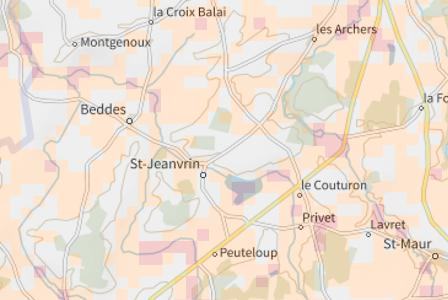 la Croix Balai
les Archers
Montgenoux
la Fo
Beddes
St-Jeanvrin
le Couturon
Privet
Lavret
St-Maur
Peuteloup